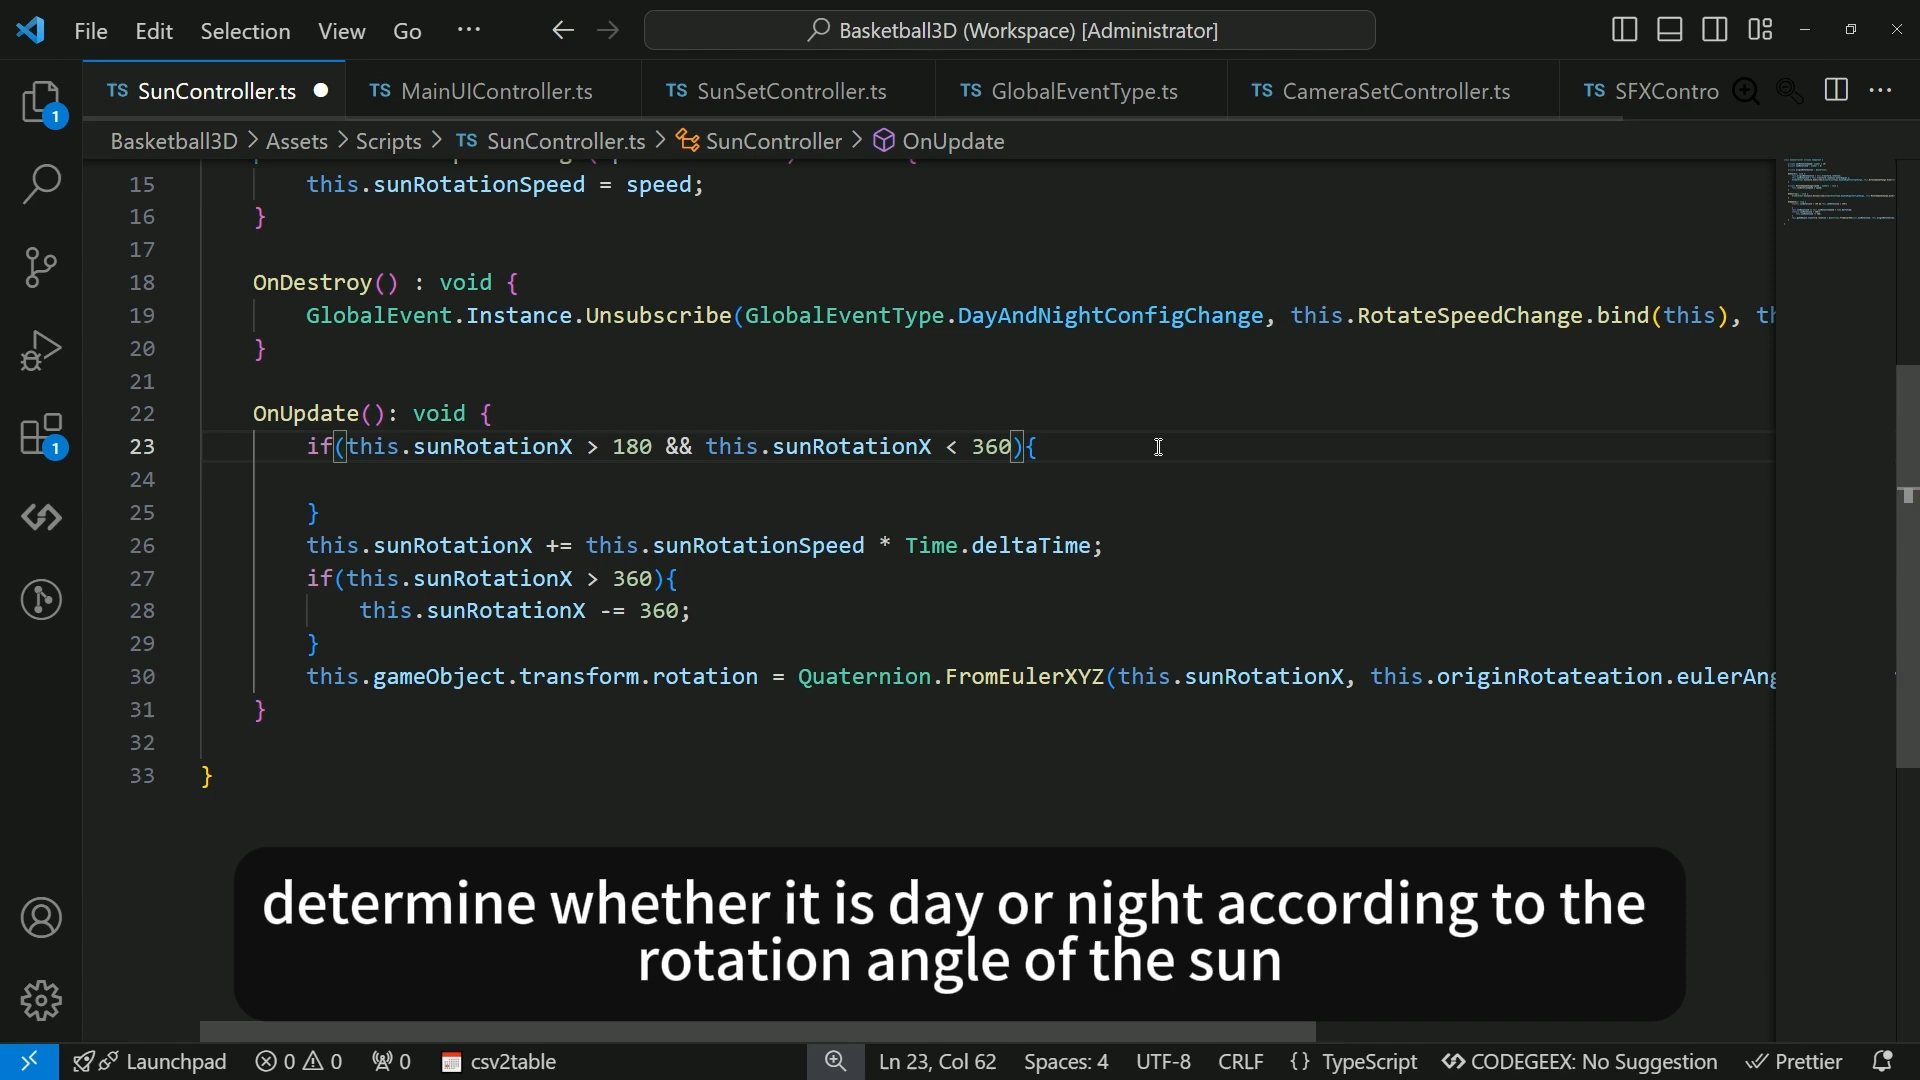 File Edit Selection View Go ··· Basketball3D (Workspace) [Administrator]
TS SunController.ts TS MainUIController.ts TS SunSetController.ts TS GlobalEventType.ts TS CameraSetController.ts TS SFXContro
Basketball3D > Assets > Scripts > TS SunController.ts > SunController > OnUpdate
15 this.sunRotationSpeed = speed;
16 }
17
18 OnDestroy() : void {
19 GlobalEvent.Instance.Unsubscribe(GlobalEventType.DayAndNightConfigChange, this.RotateSpeedChange.bind(this), th
20 }
21
22 OnUpdate(): void {
23 if(this.sunRotationX > 180 && this.sunRotationX < 360){
24
25 }
26 this.sunRotationX += this.sunRotationSpeed * Time.deltaTime;
27 if(this.sunRotationX > 360){
28 this.sunRotationX -= 360;
29 }
30 this.gameObject.transform.rotation = Quaternion.FromEulerXYZ(this.sunRotationX, this.originRotateation.eulerAng
31 }
32
33 }
1
1
determine whether it is day or night according to the
rotation angle of the sun
Launchpad 0 0 0 csv2table Ln 23, Col 62 Spaces: 4 UTF-8 CRLF {} TypeScript CODEGEEX: No Suggestion Prettier